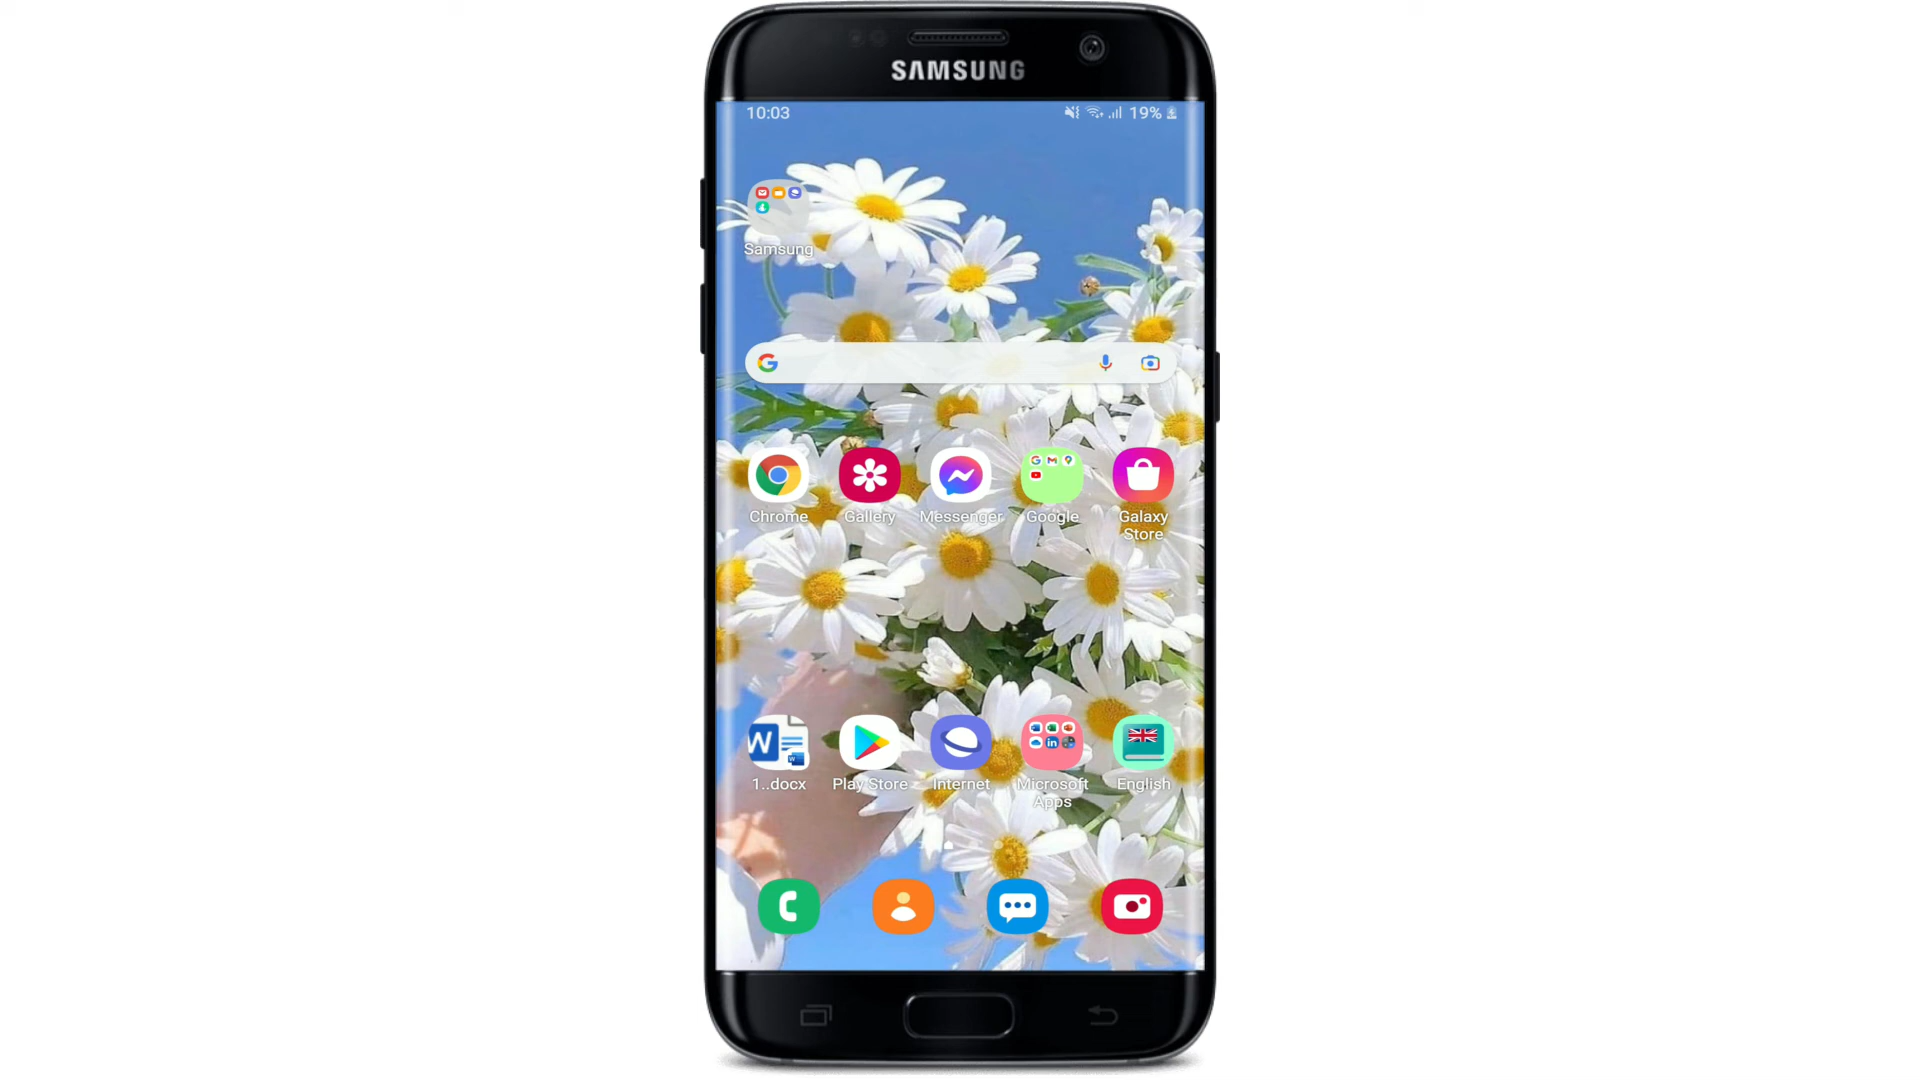 SAMSUNG
10:03
19%
Samsung
Chrome
Gallery
Messenger
Google
Galaxy
Store
1..docx
Play Store
Internet
Microsoft
Apps
English